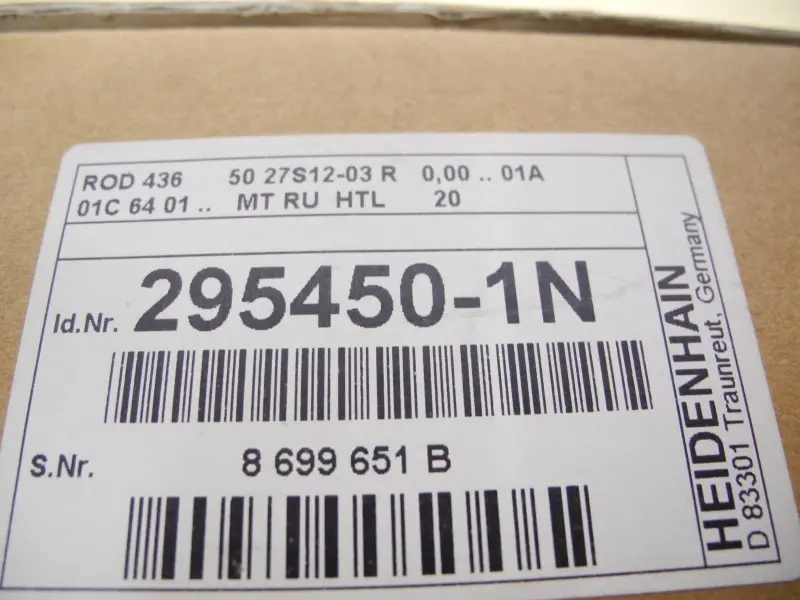 ROD 436 50 27S12-03 R 0,00 .. 01A
01C 64 01 .. MT RU HTL 20
Id.Nr. 295450-1N
S.Nr. 8 699 651 B
HEIDENHAIN
D 83301 Traunreut, Germany